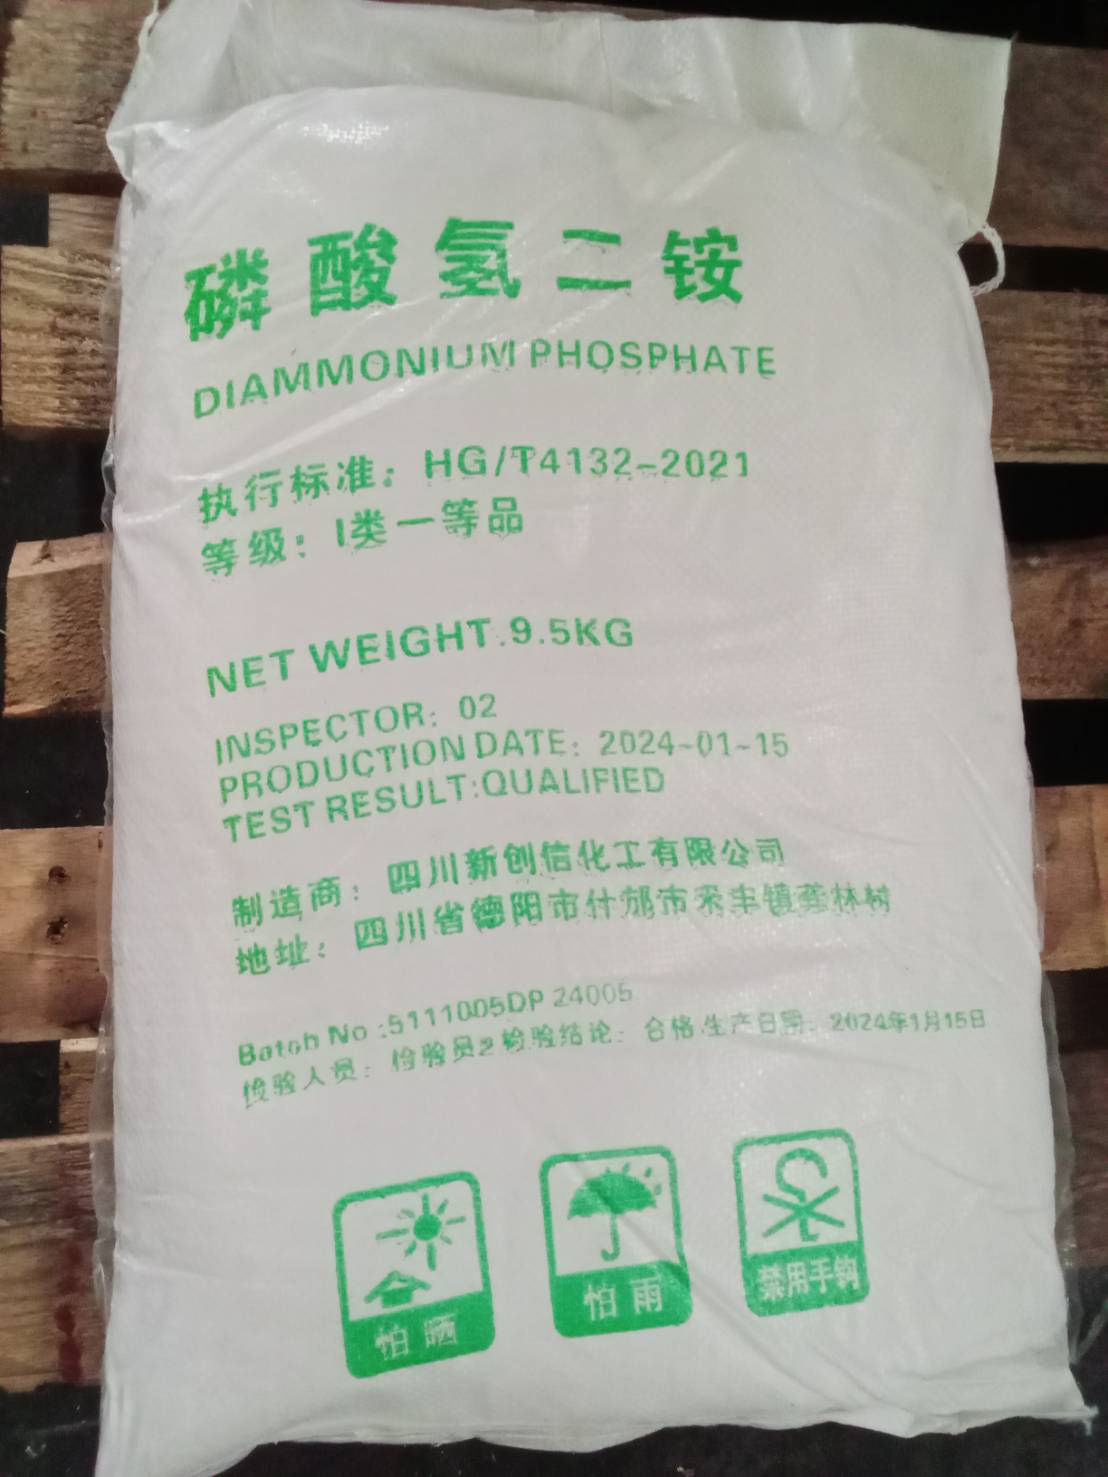 磷酸氢二铵
DIAMMONIUM PHOSPHATE
执行标准：HG/T4132-2021
等级：I类一等品
NET WEIGHT:9.5KG
INSPECTOR: 02
PRODUCTION DATE: 2024-01-15
TEST RESULT:QUALIFIED
制造商：四川新创信化工有限公司
地址：四川省德阳市什邡市禾丰镇龚林村
Batch No :5111005DP 24005
检验人员：检验员2 检验结论：合格 生产日期：2024年1月15日
怕晒
怕雨
禁用手钩